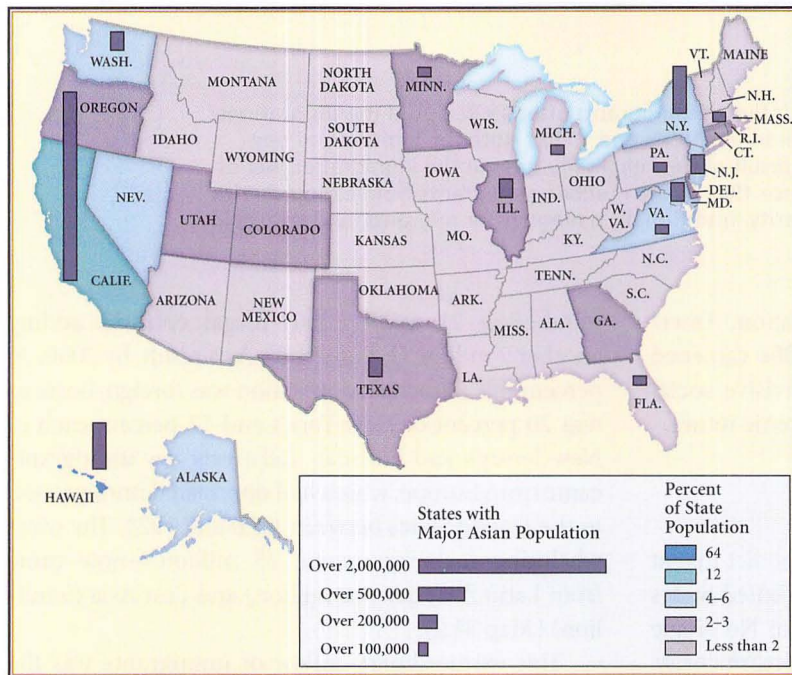 WASH.
MONTANA
NORTH
DAKOTA
MINN.
VT.
MAINE
OREGON
IDAHO
SOUTH
DAKOTA
WIS.
MICH.
N.Y.
N.H.
MASS.
R.I.
CT.
WYOMING
IOWA
NEBRASKA
PA.
N.J.
NEV.
UTAH
COLORADO
ILL.
IND.
OHIO
DEL.
MD.
W.
VA.
VA.
CALIF.
KANSAS
MO.
KY.
N.C.
TENN.
ARIZONA
NEW
MEXICO
OKLAHOMA
ARK.
S.C.
MISS.
ALA.
GA.
TEXAS
LA.
FLA.
HAWAII
ALASKA
States with
Major Asian Population
Over 2,000,000
Over 500,000
Over 200,000
Over 100,000
Percent
of State
Population
64
12
4–6
2–3
Less than 2